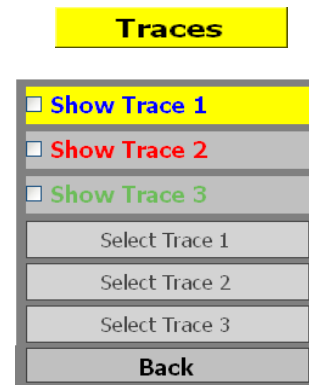 Traces
Show Trace 1
Show Trace 2
Show Trace 3
Select Trace 1
Select Trace 2
Select Trace 3
Back